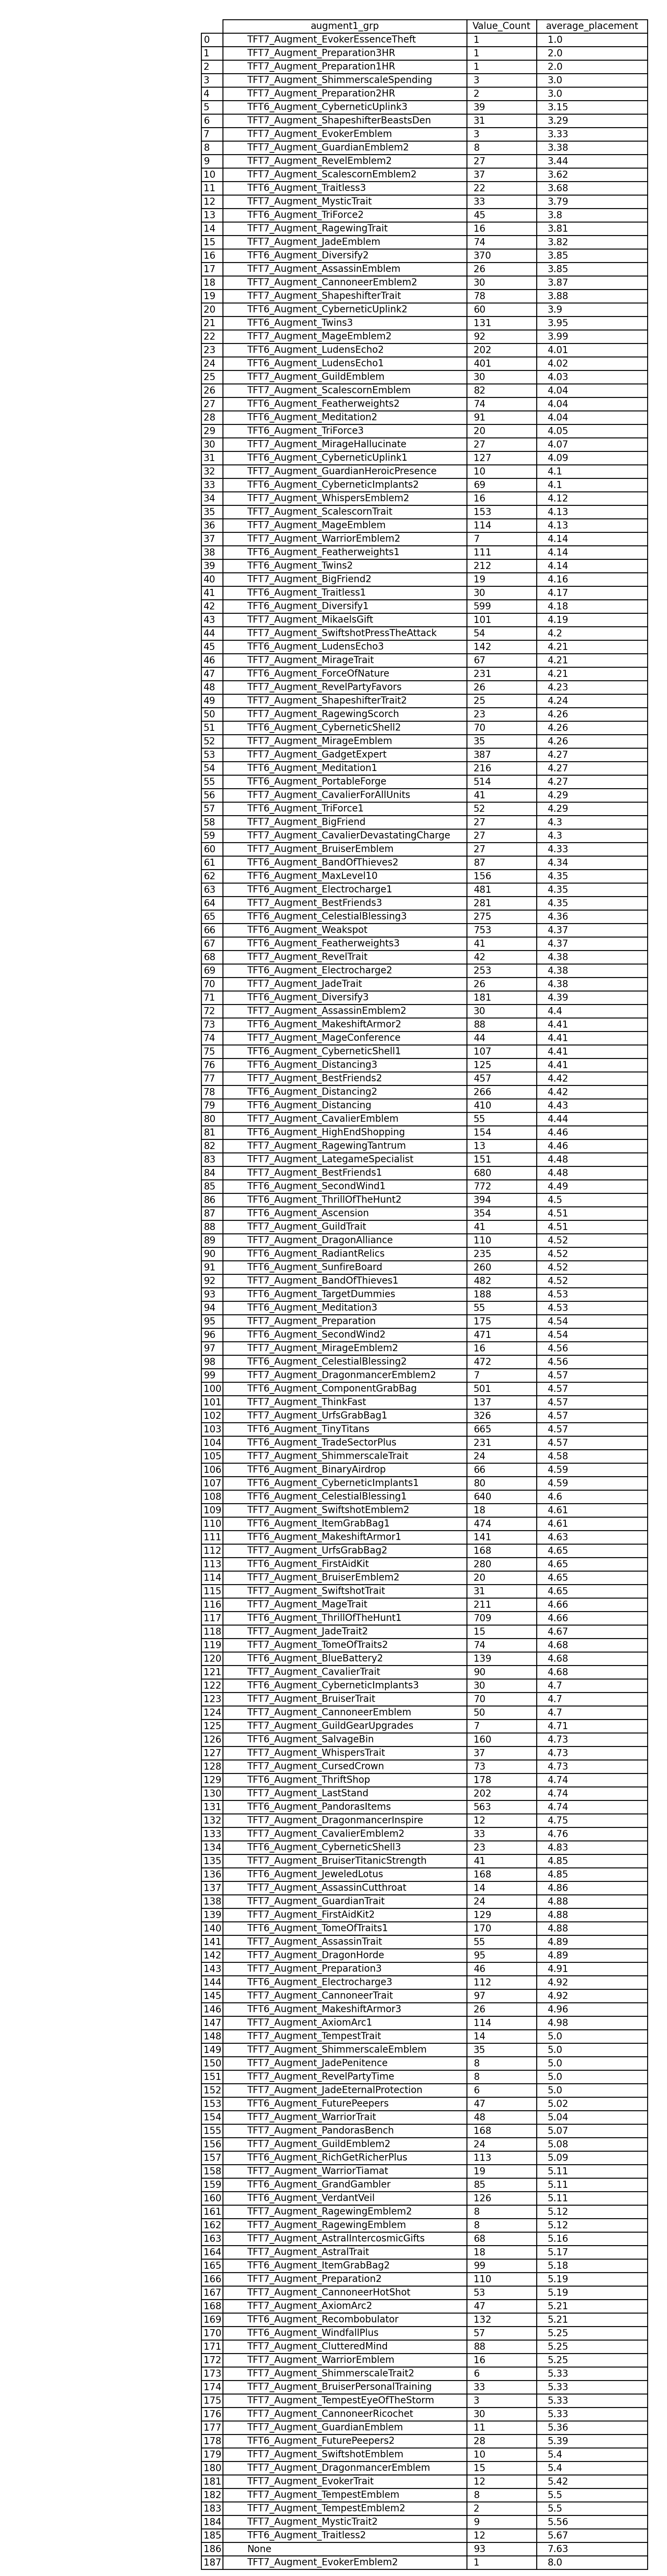 augment1_grp Value_Count average_placement
0 TFT7_Augment_EvokerEssenceTheft 1 1.0
1 TFT7_Augment_Preparation3HR 1 2.0
2 TFT7_Augment_Preparation1HR 1 2.0
3 TFT7_Augment_ShimmerscaleSpending 3 3.0
4 TFT7_Augment_Preparation2HR 2 3.0
5 TFT6_Augment_CyberneticUplink3 39 3.15
6 TFT7_Augment_ShapeshifterBeastsDen 31 3.29
7 TFT7_Augment_EvokerEmblem 3 3.33
8 TFT7_Augment_GuardianEmblem2 8 3.38
9 TFT7_Augment_RevelEmblem2 27 3.44
10 TFT7_Augment_ScalescornEmblem2 37 3.62
11 TFT6_Augment_Traitless3 22 3.68
12 TFT7_Augment_MysticTrait 33 3.79
13 TFT6_Augment_TriForce2 45 3.8
14 TFT7_Augment_RagewingTrait 16 3.81
15 TFT7_Augment_JadeEmblem 74 3.82
16 TFT6_Augment_Diversify2 370 3.85
17 TFT7_Augment_AssassinEmblem 26 3.85
18 TFT7_Augment_CannoneerEmblem2 30 3.87
19 TFT7_Augment_ShapeshifterTrait 78 3.88
20 TFT6_Augment_CyberneticUplink2 60 3.9
21 TFT6_Augment_Twins3 131 3.95
22 TFT7_Augment_MageEmblem2 92 3.99
23 TFT6_Augment_LudensEcho2 202 4.01
24 TFT6_Augment_LudensEcho1 401 4.02
25 TFT7_Augment_GuildEmblem 30 4.03
26 TFT7_Augment_ScalescornEmblem 82 4.04
27 TFT6_Augment_Featherweights2 74 4.04
28 TFT6_Augment_Meditation2 91 4.04
29 TFT6_Augment_TriForce3 20 4.05
30 TFT7_Augment_MirageHallucinate 27 4.07
31 TFT6_Augment_CyberneticUplink1 127 4.09
32 TFT7_Augment_GuardianHeroicPresence 10 4.1
33 TFT6_Augment_CyberneticImplants2 69 4.1
34 TFT7_Augment_WhispersEmblem2 16 4.12
35 TFT7_Augment_ScalescornTrait 153 4.13
36 TFT7_Augment_MageEmblem 114 4.13
37 TFT7_Augment_WarriorEmblem2 7 4.14
38 TFT6_Augment_Featherweights1 111 4.14
39 TFT6_Augment_Twins2 212 4.14
40 TFT7_Augment_BigFriend2 19 4.16
41 TFT6_Augment_Traitless1 30 4.17
42 TFT6_Augment_Diversify1 599 4.18
43 TFT7_Augment_MikaelsGift 101 4.19
44 TFT7_Augment_SwiftshotPressTheAttack 54 4.2
45 TFT6_Augment_LudensEcho3 142 4.21
46 TFT7_Augment_MirageTrait 67 4.21
47 TFT6_Augment_ForceOfNature 231 4.21
48 TFT7_Augment_RevelPartyFavors 26 4.23
49 TFT7_Augment_ShapeshifterTrait2 25 4.24
50 TFT7_Augment_RagewingScorch 23 4.26
51 TFT6_Augment_CyberneticShell2 70 4.26
52 TFT7_Augment_MirageEmblem 35 4.26
53 TFT7_Augment_GadgetExpert 387 4.27
54 TFT6_Augment_Meditation1 216 4.27
55 TFT6_Augment_PortableForge 514 4.27
56 TFT7_Augment_CavalierForAllUnits 41 4.29
57 TFT6_Augment_TriForce1 52 4.29
58 TFT7_Augment_BigFriend 27 4.3
59 TFT7_Augment_CavalierDevastatingCharge 27 4.3
60 TFT7_Augment_BruiserEmblem 27 4.33
61 TFT6_Augment_BandOfThieves2 87 4.34
62 TFT6_Augment_MaxLevel10 156 4.35
63 TFT6_Augment_Electrocharge1 481 4.35
64 TFT7_Augment_BestFriends3 281 4.35
65 TFT6_Augment_CelestialBlessing3 275 4.36
66 TFT6_Augment_Weakspot 753 4.37
67 TFT6_Augment_Featherweights3 41 4.37
68 TFT7_Augment_RevelTrait 42 4.38
69 TFT6_Augment_Electrocharge2 253 4.38
70 TFT7_Augment_JadeTrait 26 4.38
71 TFT6_Augment_Diversify3 181 4.39
72 TFT7_Augment_AssassinEmblem2 30 4.4
73 TFT6_Augment_MakeshiftArmor2 88 4.41
74 TFT7_Augment_MageConference 44 4.41
75 TFT6_Augment_CyberneticShell1 107 4.41
76 TFT6_Augment_Distancing3 125 4.41
77 TFT7_Augment_BestFriends2 457 4.42
78 TFT6_Augment_Distancing2 266 4.42
79 TFT6_Augment_Distancing 410 4.43
80 TFT7_Augment_CavalierEmblem 55 4.44
81 TFT6_Augment_HighEndShopping 154 4.46
82 TFT7_Augment_RagewingTantrum 13 4.46
83 TFT7_Augment_LategameSpecialist 151 4.48
84 TFT7_Augment_BestFriends1 680 4.48
85 TFT6_Augment_SecondWind1 772 4.49
86 TFT6_Augment_ThrillOfTheHunt2 394 4.5
87 TFT6_Augment_Ascension 354 4.51
88 TFT7_Augment_GuildTrait 41 4.51
89 TFT7_Augment_DragonAlliance 110 4.52
90 TFT6_Augment_RadiantRelics 235 4.52
91 TFT6_Augment_SunfireBoard 260 4.52
92 TFT7_Augment_BandOfThieves1 482 4.52
93 TFT6_Augment_TargetDummies 188 4.53
94 TFT6_Augment_Meditation3 55 4.53
95 TFT7_Augment_Preparation 175 4.54
96 TFT6_Augment_SecondWind2 471 4.54
97 TFT7_Augment_MirageEmblem2 16 4.56
98 TFT6_Augment_CelestialBlessing2 472 4.56
99 TFT7_Augment_DragonmancerEmblem2 7 4.57
100 TFT6_Augment_ComponentGrabBag 501 4.57
101 TFT7_Augment_ThinkFast 137 4.57
102 TFT7_Augment_UrfsGrabBag1 326 4.57
103 TFT6_Augment_TinyTitans 665 4.57
104 TFT6_Augment_TradeSectorPlus 231 4.57
105 TFT7_Augment_ShimmerscaleTrait 24 4.58
106 TFT6_Augment_BinaryAirdrop 66 4.59
107 TFT6_Augment_CyberneticImplants1 80 4.59
108 TFT6_Augment_CelestialBlessing1 640 4.6
109 TFT7_Augment_SwiftshotEmblem2 18 4.61
110 TFT6_Augment_ItemGrabBag1 474 4.61
111 TFT6_Augment_MakeshiftArmor1 141 4.63
112 TFT7_Augment_UrfsGrabBag2 168 4.65
113 TFT6_Augment_FirstAidKit 280 4.65
114 TFT7_Augment_BruiserEmblem2 20 4.65
115 TFT7_Augment_SwiftshotTrait 31 4.65
116 TFT7_Augment_MageTrait 211 4.66
117 TFT6_Augment_ThrillOfTheHunt1 709 4.66
118 TFT7_Augment_JadeTrait2 15 4.67
119 TFT7_Augment_TomeOfTraits2 74 4.68
120 TFT6_Augment_BlueBattery2 139 4.68
121 TFT7_Augment_CavalierTrait 90 4.68
122 TFT6_Augment_CyberneticImplants3 30 4.7
123 TFT7_Augment_BruiserTrait 70 4.7
124 TFT7_Augment_CannoneerEmblem 50 4.7
125 TFT7_Augment_GuildGearUpgrades 7 4.71
126 TFT6_Augment_SalvageBin 160 4.73
127 TFT7_Augment_WhispersTrait 37 4.73
128 TFT7_Augment_CursedCrown 73 4.73
129 TFT6_Augment_ThriftShop 178 4.74
130 TFT7_Augment_LastStand 202 4.74
131 TFT6_Augment_PandorasItems 563 4.74
132 TFT7_Augment_DragonmancerInspire 12 4.75
133 TFT7_Augment_CavalierEmblem2 33 4.76
134 TFT6_Augment_CyberneticShell3 23 4.83
135 TFT7_Augment_BruiserTitanicStrength 41 4.85
136 TFT6_Augment_JeweledLotus 168 4.85
137 TFT7_Augment_AssassinCutthroat 14 4.86
138 TFT7_Augment_GuardianTrait 24 4.88
139 TFT7_Augment_FirstAidKit2 129 4.88
140 TFT6_Augment_TomeOfTraits1 170 4.88
141 TFT7_Augment_AssassinTrait 55 4.89
142 TFT7_Augment_DragonHorde 95 4.89
143 TFT7_Augment_Preparation3 46 4.91
144 TFT6_Augment_Electrocharge3 112 4.92
145 TFT7_Augment_CannoneerTrait 97 4.92
146 TFT6_Augment_MakeshiftArmor3 26 4.96
147 TFT7_Augment_AxiomArc1 114 4.98
148 TFT7_Augment_TempestTrait 14 5.0
149 TFT7_Augment_ShimmerscaleEmblem 35 5.0
150 TFT7_Augment_JadePenitence 8 5.0
151 TFT7_Augment_RevelPartyTime 8 5.0
152 TFT7_Augment_JadeEternalProtection 6 5.0
153 TFT6_Augment_FuturePeepers 47 5.02
154 TFT7_Augment_WarriorTrait 48 5.04
155 TFT7_Augment_PandorasBench 168 5.07
156 TFT7_Augment_GuildEmblem2 24 5.08
157 TFT6_Augment_RichGetRicherPlus 113 5.09
158 TFT7_Augment_WarriorTiamat 19 5.11
159 TFT6_Augment_GrandGambler 85 5.11
160 TFT6_Augment_VerdantVeil 126 5.11
161 TFT7_Augment_RagewingEmblem2 8 5.12
162 TFT7_Augment_RagewingEmblem 8 5.12
163 TFT7_Augment_AstralIntercosmicGifts 68 5.16
164 TFT7_Augment_AstralTrait 18 5.17
165 TFT6_Augment_ItemGrabBag2 99 5.18
166 TFT7_Augment_Preparation2 110 5.19
167 TFT7_Augment_CannoneerHotShot 53 5.19
168 TFT7_Augment_AxiomArc2 47 5.21
169 TFT6_Augment_Recombobulator 132 5.21
170 TFT6_Augment_WindfallPlus 57 5.25
171 TFT7_Augment_ClutteredMind 88 5.25
172 TFT7_Augment_WarriorEmblem 16 5.25
173 TFT7_Augment_ShimmerscaleTrait2 6 5.33
174 TFT7_Augment_BruiserPersonalTraining 33 5.33
175 TFT7_Augment_TempestEyeOfTheStorm 3 5.33
176 TFT7_Augment_CannoneerRicochet 30 5.33
177 TFT7_Augment_GuardianEmblem 11 5.36
178 TFT6_Augment_FuturePeepers2 28 5.39
179 TFT7_Augment_SwiftshotEmblem 10 5.4
180 TFT7_Augment_DragonmancerEmblem 15 5.4
181 TFT7_Augment_EvokerTrait 12 5.42
182 TFT7_Augment_TempestEmblem 8 5.5
183 TFT7_Augment_TempestEmblem2 2 5.5
184 TFT7_Augment_MysticTrait2 9 5.56
185 TFT6_Augment_Traitless2 12 5.67
186 None 93 7.63
187 TFT7_Augment_EvokerEmblem2 1 8.0